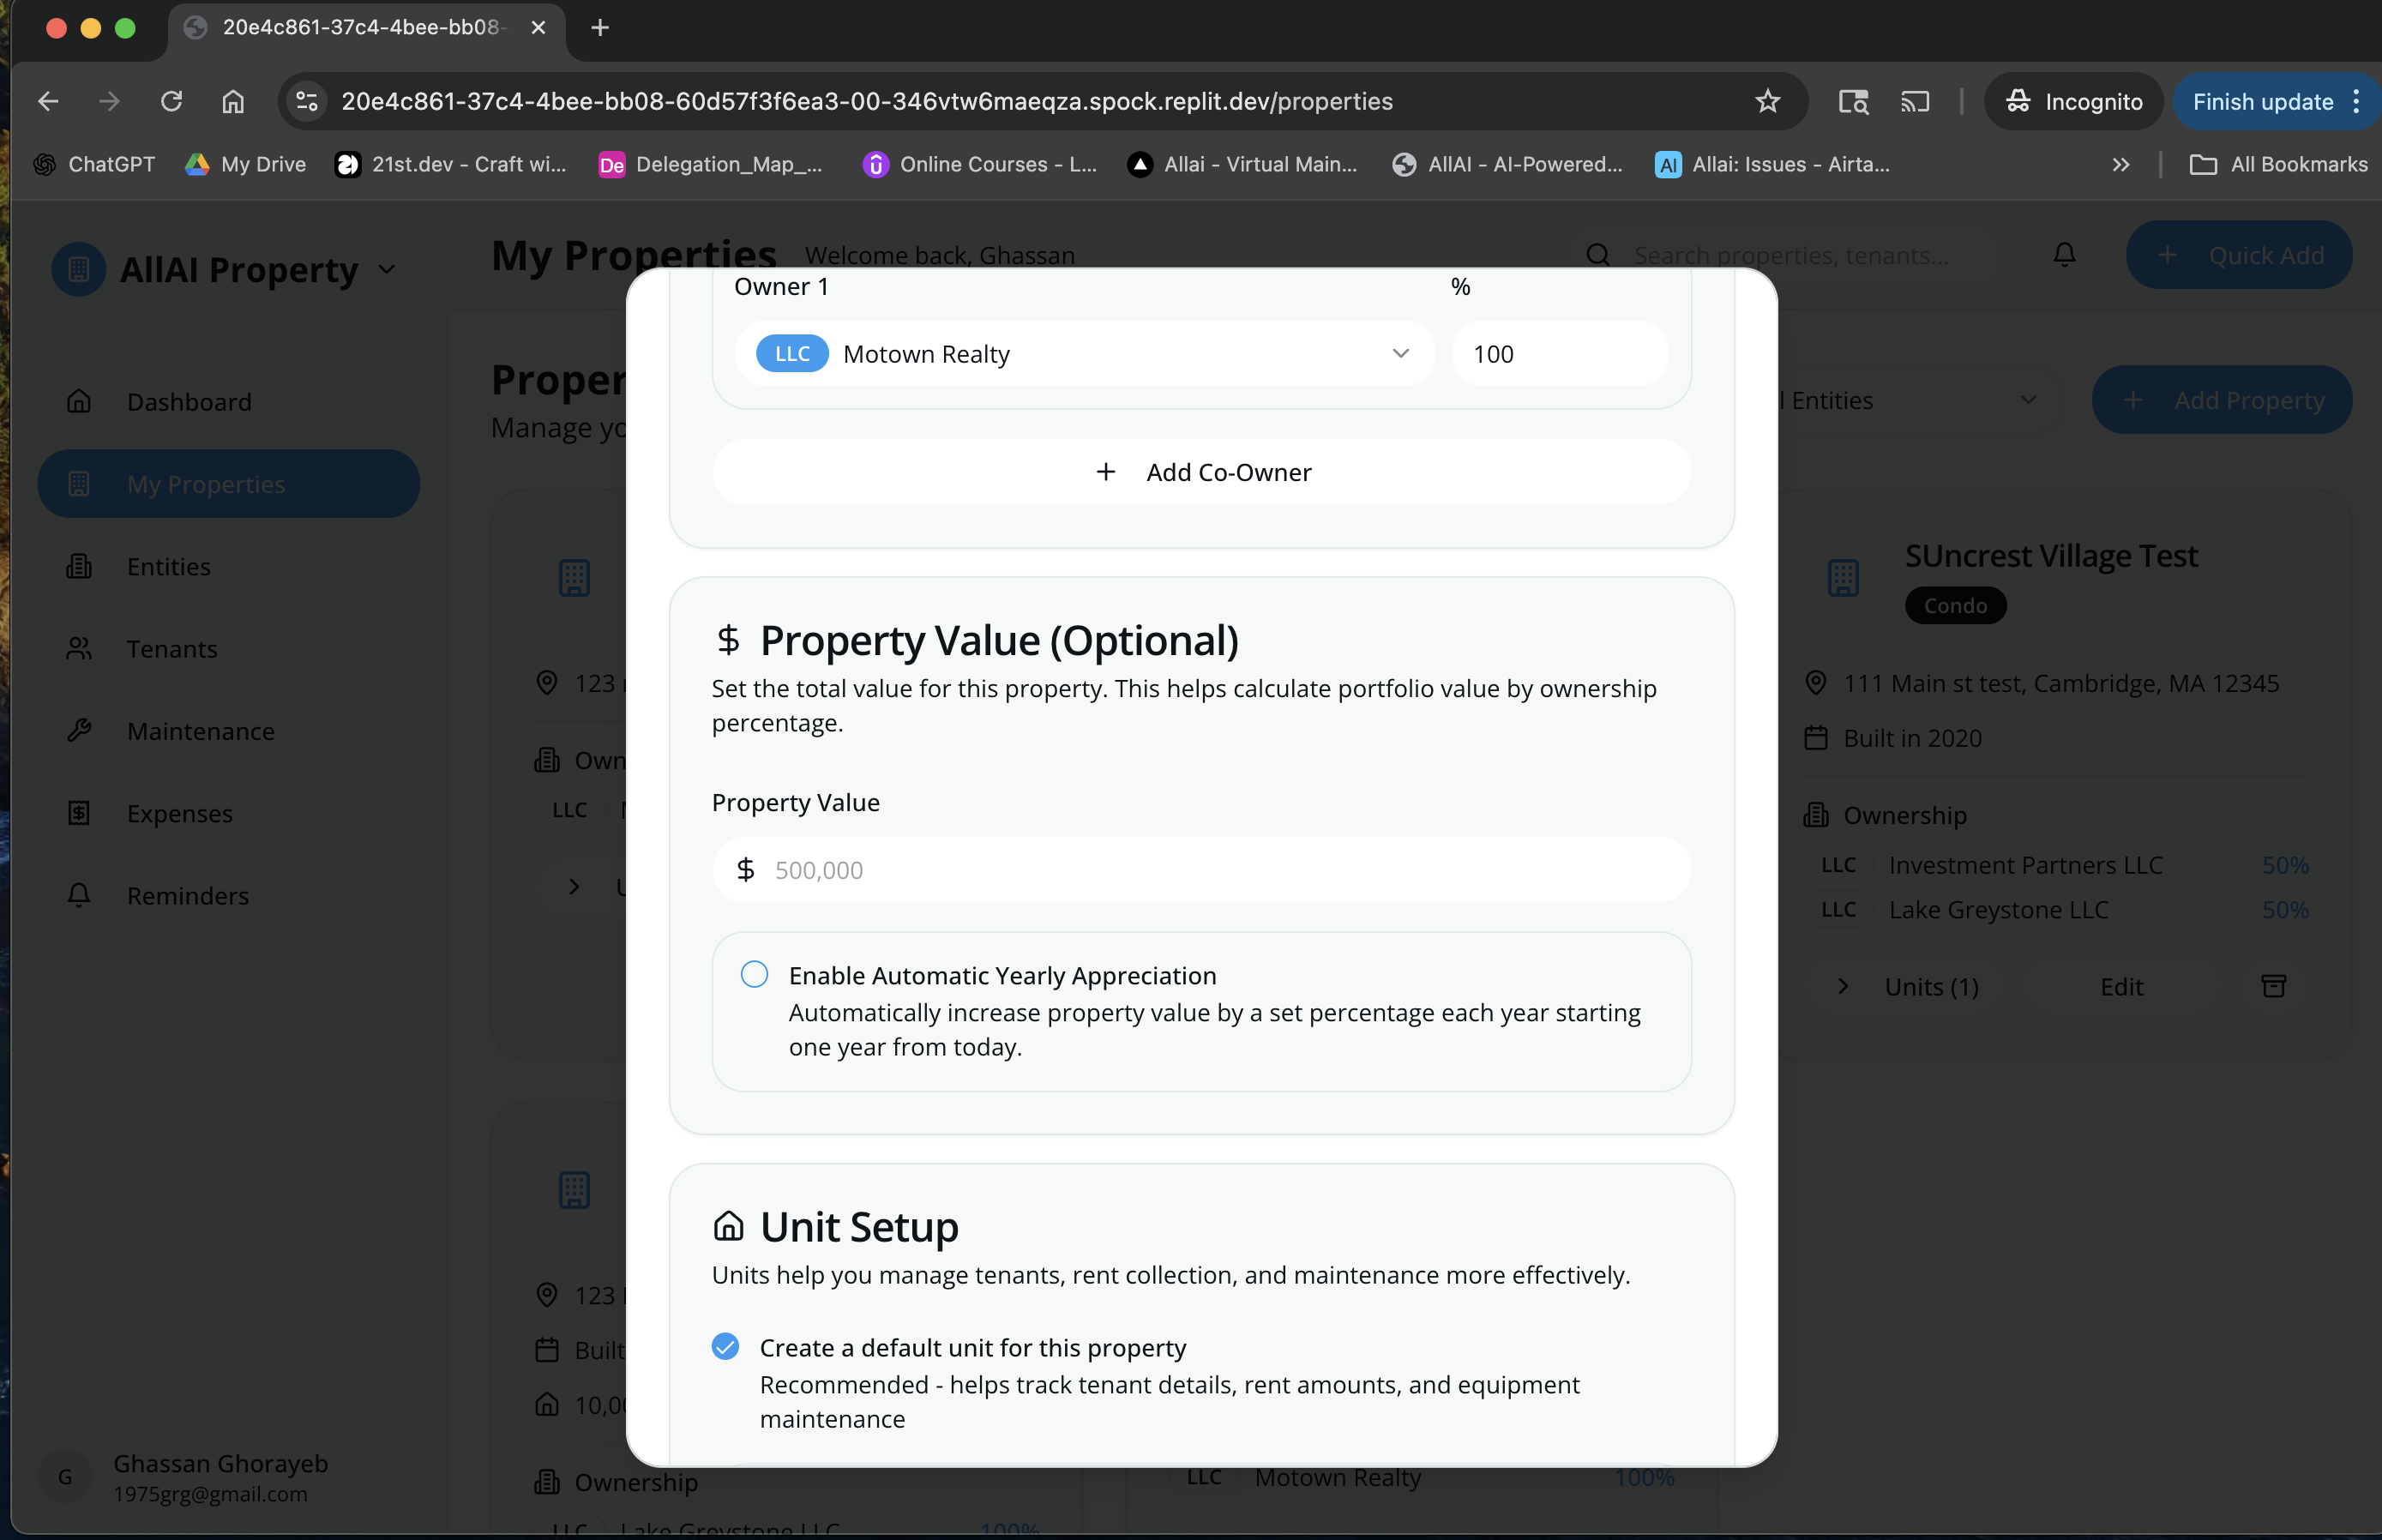 20e4c861-37c4-4bee-bb08-
20e4c861-37c4-4bee-bb08-60d57f3f6ea3-00-346vtw6maeqza.spock.replit.dev/properties
Incognito
Finish update
ChatGPT
My Drive
21st.dev - Craft wi...
De
Delegation_Map_...
Online Courses - L...
Allai - Virtual Main...
AllAI - AI-Powered...
AI
Allai: Issues - Airta...
All Bookmarks
AllAI Property
Dashboard
My Properties
Entities
Tenants
Maintenance
Expenses
Reminders
G
Ghassan Ghorayeb
1975grg@gmail.com
My Properties
Welcome back, Ghassan
Search properties, tenants...
Quick Add
Manage
Entities
Add Property
123
LLC
123
Built
Ownership
LLC Lake Greystone LLC 100%
Owner 1
%
LLC Motown Realty
100
Add Co-Owner
$ Property Value (Optional)
Set the total value for this property. This helps calculate portfolio value by ownership
percentage.
Property Value
$ 500,000
Enable Automatic Yearly Appreciation
Automatically increase property value by a set percentage each year starting
one year from today.
Unit Setup
Units help you manage tenants, rent collection, and maintenance more effectively.
Create a default unit for this property
Recommended - helps track tenant details, rent amounts, and equipment
maintenance
LLC Motown Realty 100%
SUncrest Village Test
Condo
111 Main st test, Cambridge, MA 12345
Built in 2020
Ownership
LLC Investment Partners LLC 50%
LLC Lake Greystone LLC 50%
Units (1)
Edit